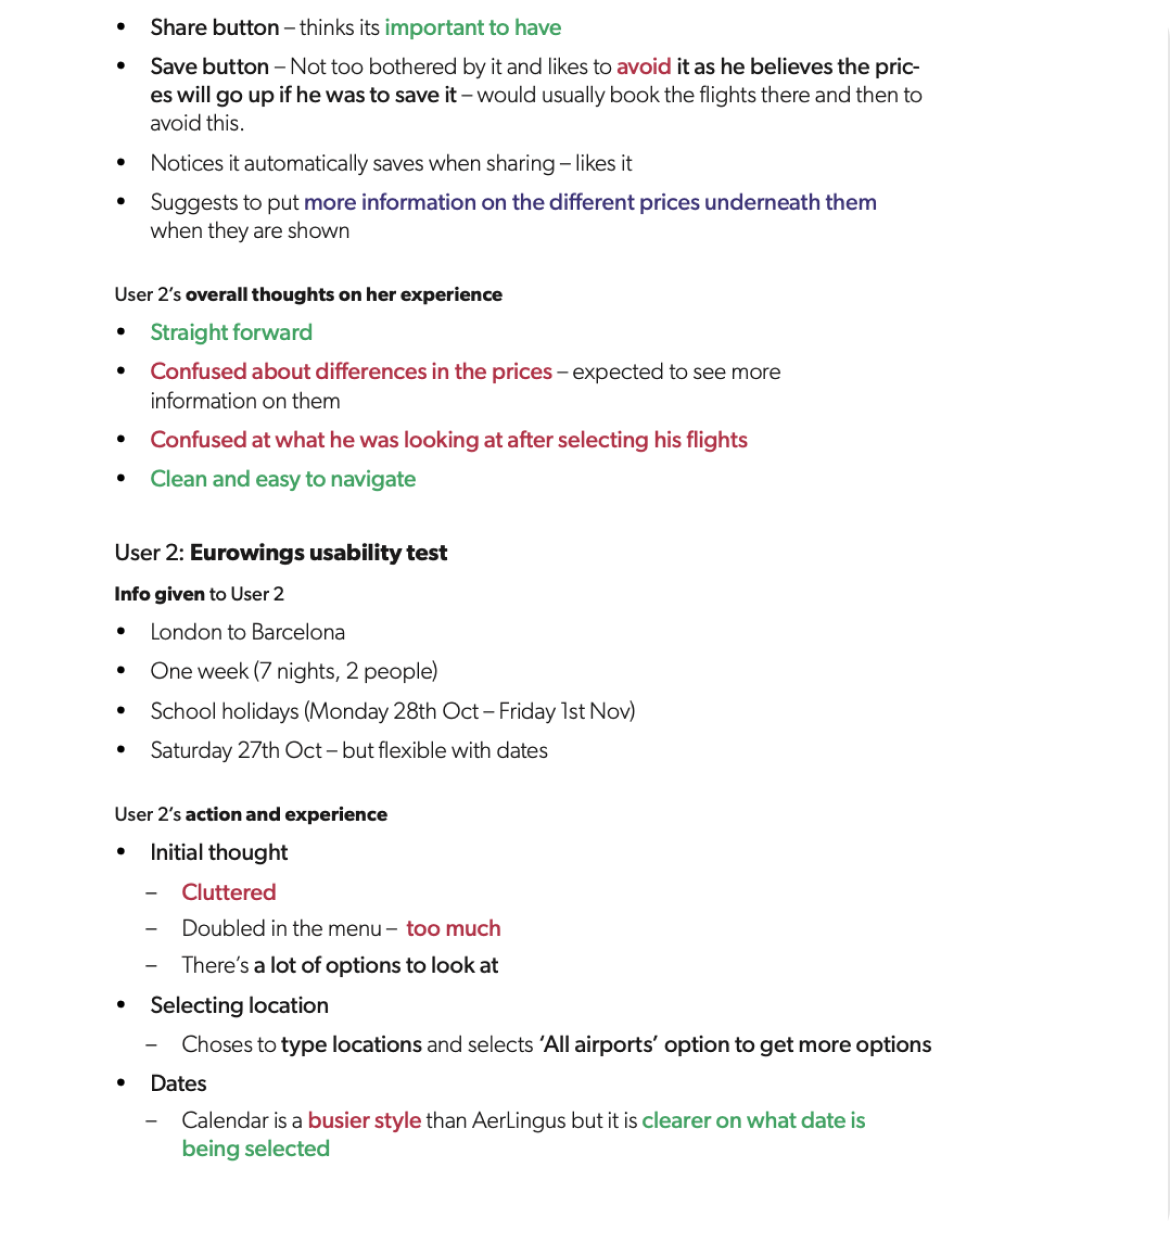 • Share button – thinks its important to have
• Save button – Not too bothered by it and likes to avoid it as he believes the pric-
es will go up if he was to save it – would usually book the flights there and then to
avoid this.
• Notices it automatically saves when sharing – likes it
• Suggests to put more information on the different prices underneath them
when they are shown
User 2's overall thoughts on her experience
• Straight forward
• Confused about differences in the prices – expected to see more
information on them
• Confused at what he was looking at after selecting his flights
• Clean and easy to navigate
User 2: Eurowings usability test
Info given to User 2
• London to Barcelona
• One week (7 nights, 2 people)
• School holidays (Monday 28th Oct – Friday 1st Nov)
• Saturday 27th Oct – but flexible with dates
User 2's action and experience
• Initial thought
– Cluttered
– Doubled in the menu – too much
– There's a lot of options to look at
• Selecting location
– Choses to type locations and selects 'All airports' option to get more options
• Dates
– Calendar is a busier style than AerLingus but it is clearer on what date is
being selected